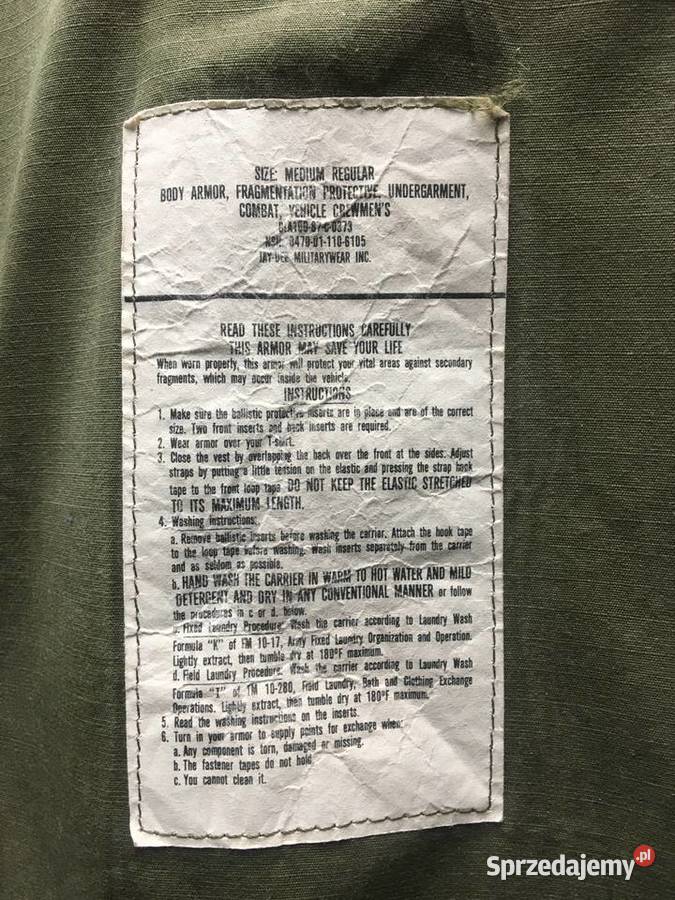 SIZE: MEDIUM REGULAR
BODY ARMOR, FRAGMENTATION PROTECTIVE, UNDERGARMENT,
COMBAT, VEHICLE CREWMEN'S
DLA100-87-C-0373
NSN: 8470-01-110-6105
JAY-DEE MILITARYWEAR INC.
READ THESE INSTRUCTIONS CAREFULLY
THIS ARMOR MAY SAVE YOUR LIFE
When worn properly, this armor will protect your vital areas against secondary
fragments, which may occur inside the vehicle.
INSTRUCTIONS
1. Make sure the ballistic protective inserts are in place and are of the correct
size. Two front inserts and back inserts are required.
2. Wear armor over your T-shirt.
3. Close the vest by overlapping the back over the front at the sides. Adjust
straps by putting a little tension on the elastic and pressing the strap hook
tape to the front loop tape. DO NOT KEEP THE ELASTIC STRETCHED
TO ITS MAXIMUM LENGTH.
4. Washing instructions:
a. Remove ballistic inserts before washing the carrier. Attach the hook tape
to the loop tape before washing. Wash inserts separately from the carrier
and as seldom as possible.
b. HAND WASH THE CARRIER IN WARM TO HOT WATER AND MILD
DETERGENT AND DRY IN ANY CONVENTIONAL MANNER or follow
the procedures in c or d. below.
c. Fixed Laundry Procedure: Wash the carrier according to Laundry Wash
Formula "K" of FM 10-17, Army Fixed Laundry Organization and Operation.
Lightly extract, then tumble dry at 180°F maximum.
d. Field Laundry Procedure. Wash the carrier according to Laundry Wash
Formula "I" of TM 10-280, Field Laundry, Bath and Clothing Exchange
Operations. Lightly extract, then tumble dry at 180°F maximum.
5. Read the washing instructions on the inserts.
6. Turn in your armor to supply points for exchange when:
a. Any component is torn, damaged or missing.
b. The fastener tapes do not hold
c. You cannot clean it.
Sprzedajemy.pl